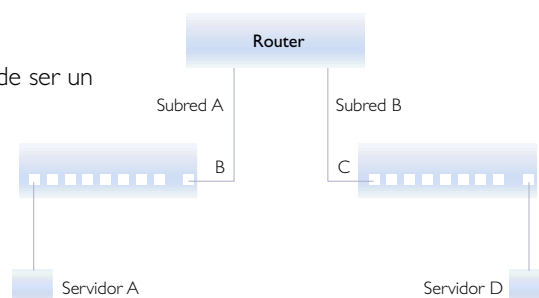 Router
de ser un
Subred A
Subred B
B
C
Servidor A
Servidor D